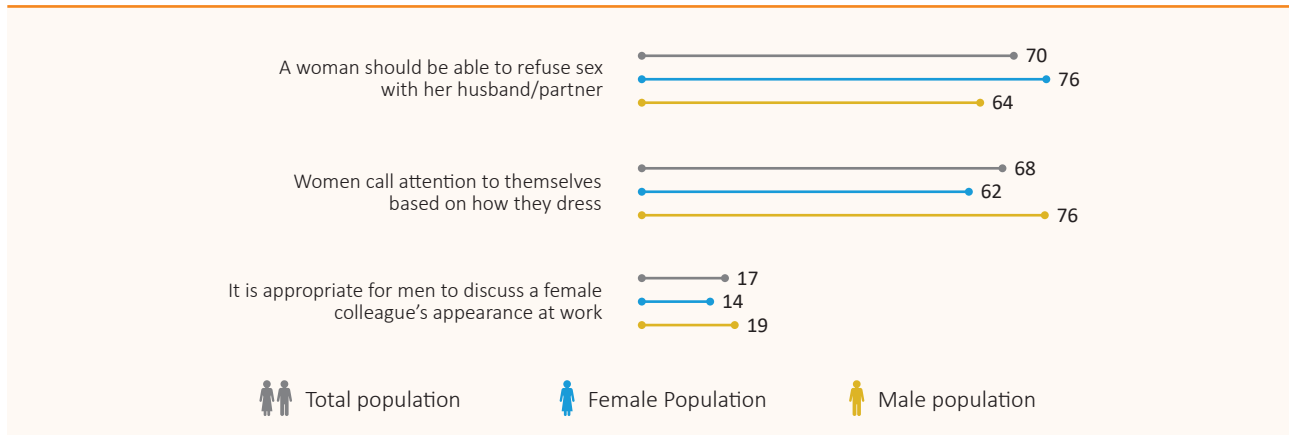 A woman should be able to refuse sex
with her husband/partner
70
76
64
Women call attention to themselves
based on how they dress
68
62
76
It is appropriate for men to discuss a female
colleague’s appearance at work
17
14
19
Total population
Female Population
Male population